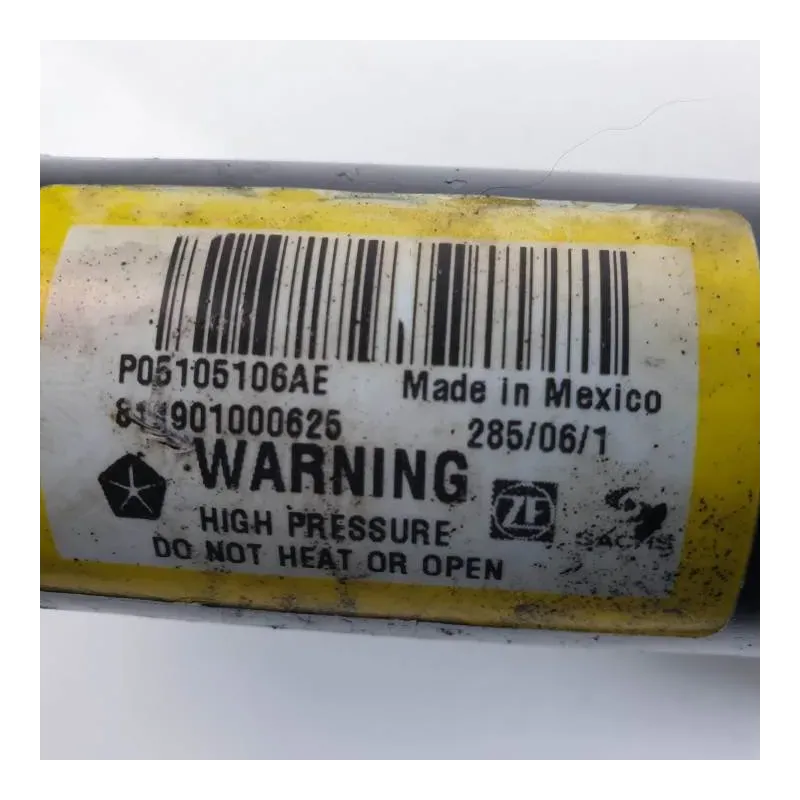 P05105106AE Made in Mexico
285/06/1
WARNING
HIGH PRESSURE
DO NOT HEAT OR OPEN
ZF
SACHS